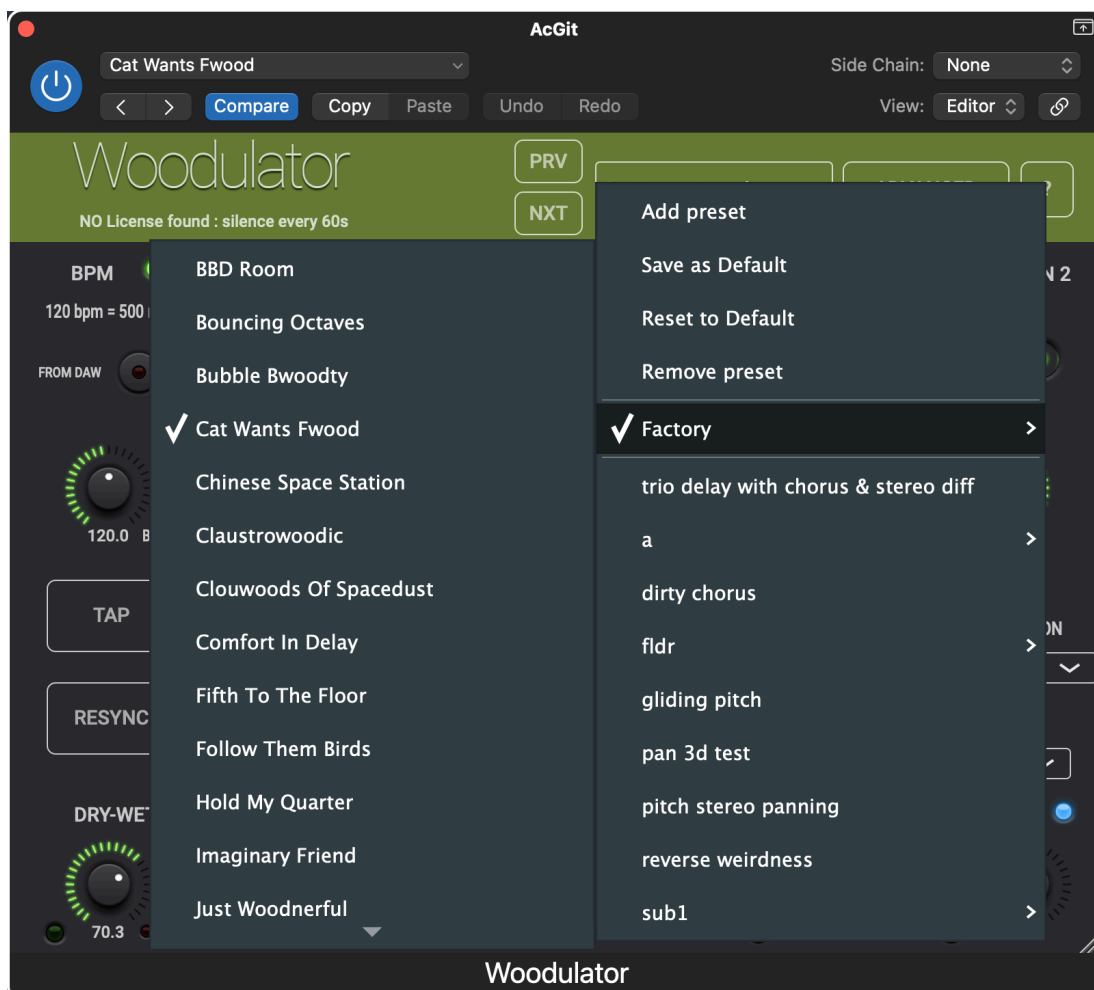 AcGit
Cat Wants Fwood
Side Chain: None
Compare Copy Paste Undo Redo
View: Editor
Woodulator
PRV
NO License found : silence every 60s
NXT
?
BPM
N 2
120 bpm = 500
FROM DAW
120.0 B
TAP
ON
RESYNC
DRY-WE
70.3
BBD Room
Bouncing Octaves
Bubble Bwoodty
Cat Wants Fwood
Chinese Space Station
Claustrowoodic
Clouwoods Of Spacedust
Comfort In Delay
Fifth To The Floor
Follow Them Birds
Hold My Quarter
Imaginary Friend
Just Woodnerful
Add preset
Save as Default
Reset to Default
Remove preset
Factory
trio delay with chorus & stereo diff
a
dirty chorus
fldr
gliding pitch
pan 3d test
pitch stereo panning
reverse weirdness
sub1
Woodulator